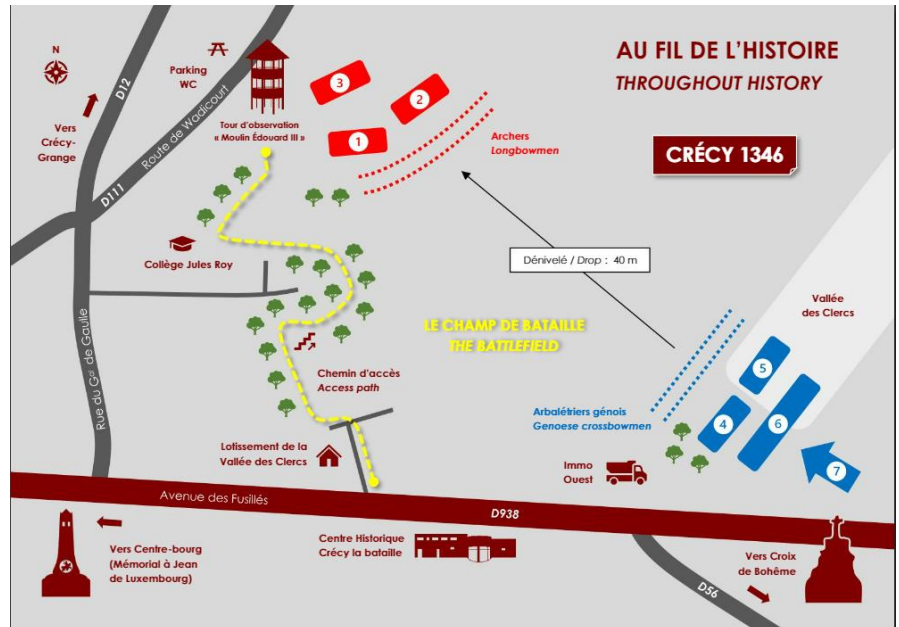 AU FIL DE L'HISTOIRE
THROUGHOUT HISTORY
CRÉCY 1346
N
Vers
Crécy-
Grange
D12
D111
Route de Wadicourt
Parking
WC
Tour d'observation
« Moulin Édouard III »
3
2
1
Archers
Longbowmen
Dénivelé / Drop : 40 m
Collège Jules Roy
Rue du Gal de Gaulle
LE CHAMP DE BATAILLE
THE BATTLEFIELD
Chemin d'accès
Access path
Vallée
des Clercs
5
4
6
7
Arbalétriers génois
Genoese crossbowmen
Lotissement de la
Vallée des Clercs
Immo
Ouest
Avenue des Fusillés
D938
Vers Centre-bourg
(Mémorial à Jean
de Luxembourg)
Centre Historique
Crécy la bataille
D56
Vers Croix
de Bohême